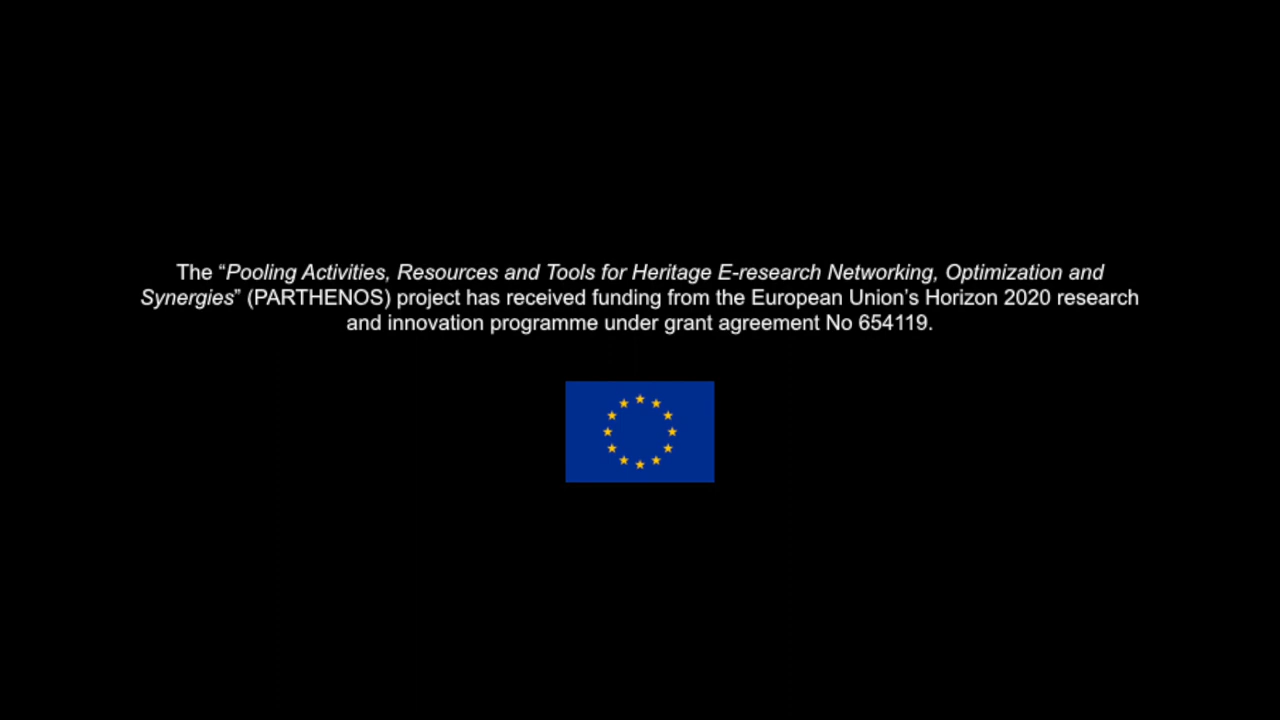 The “Pooling Activities, Resources and Tools for Heritage E-research Networking, Optimization and
Synergies” (PARTHENOS) project has received funding from the European Union’s Horizon 2020 research
and innovation programme under grant agreement No 654119.